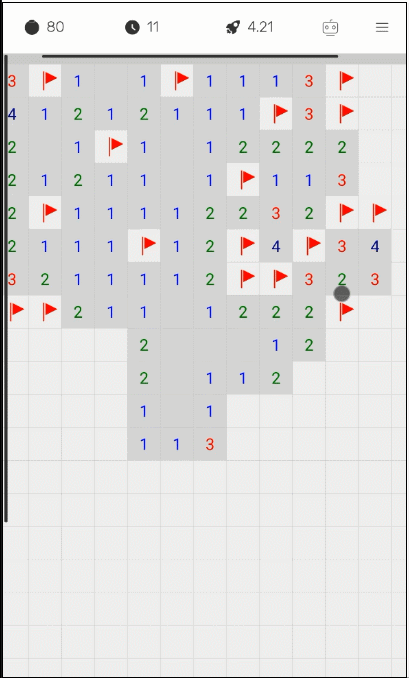 80 11 4.21
3 1 1 1 1 1 3
4 1 2 1 2 1 1 1 3
2 1 1 1 2 2 2 2
2 1 2 1 1 1 1 1 3
2 1 1 1 1 2 2 3 2
2 1 1 1 1 2 4 3 4
3 2 1 1 1 1 2 3 2 3
2 1 1 1 2 2 2
2 1 2
2 1 1 2
1 1
1 1 3